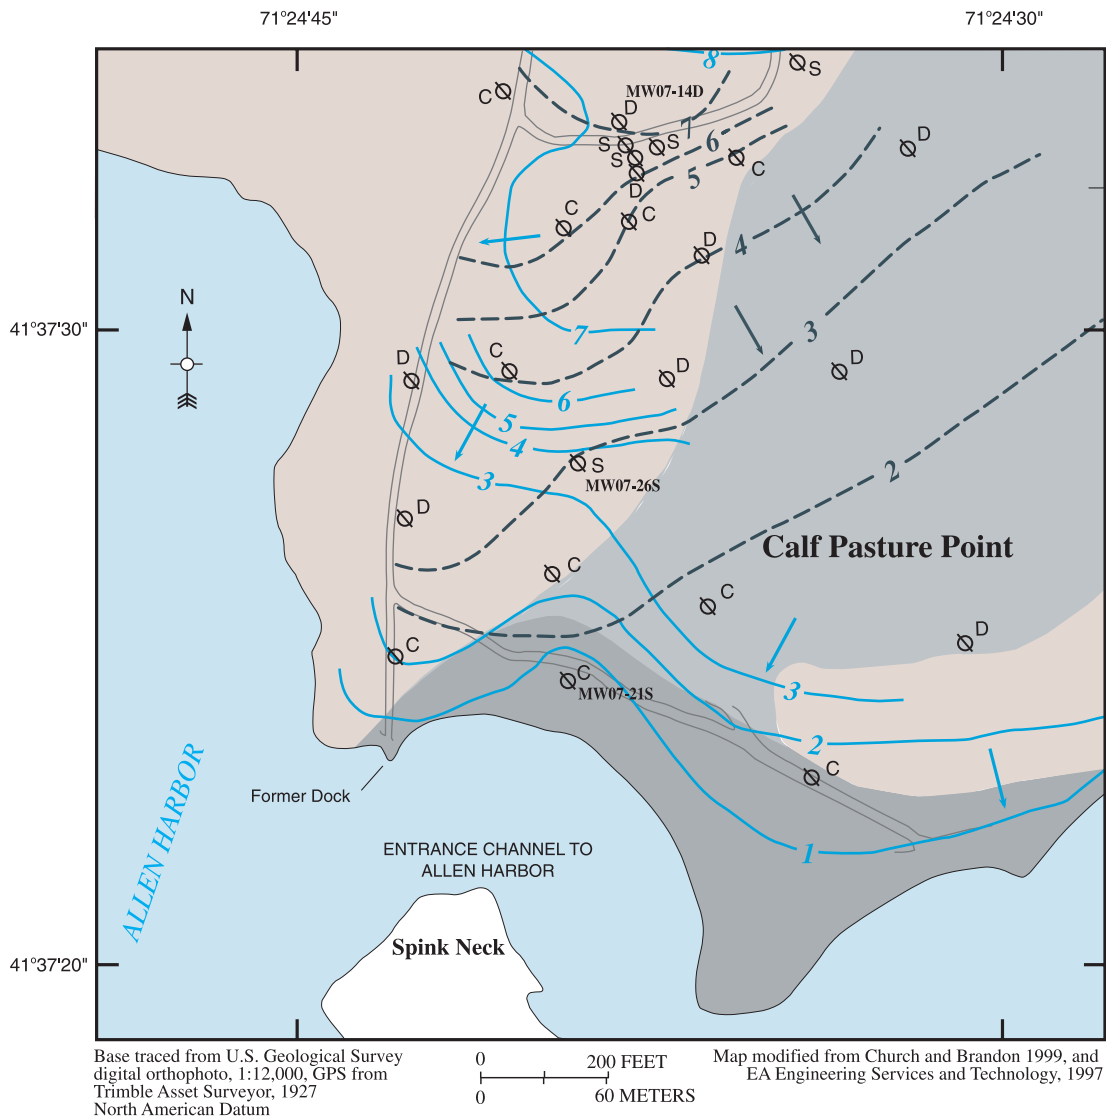 71°24'45"
71°24'30"
8
S
C
MW07-14D
D
7
S
S
6
S
D
C
D
5
C
C
4
D
N
41°37'30"
7
3
D
C
D
D
6
5
4
3
S
MW07-26S
2
D
Calf Pasture Point
C
C
D
C
C
MW07-21S
3
2
C
Former Dock
ALLEN HARBOR
ENTRANCE CHANNEL TO
ALLEN HARBOR
1
Spink Neck
41°37'20"
Base traced from U.S. Geological Survey
digital orthophoto, 1:12,000, GPS from
Trimble Asset Surveyor, 1927
North American Datum
0
200 FEET
0
60 METERS
Map modified from Church and Brandon 1999, and
EA Engineering Services and Technology, 1997